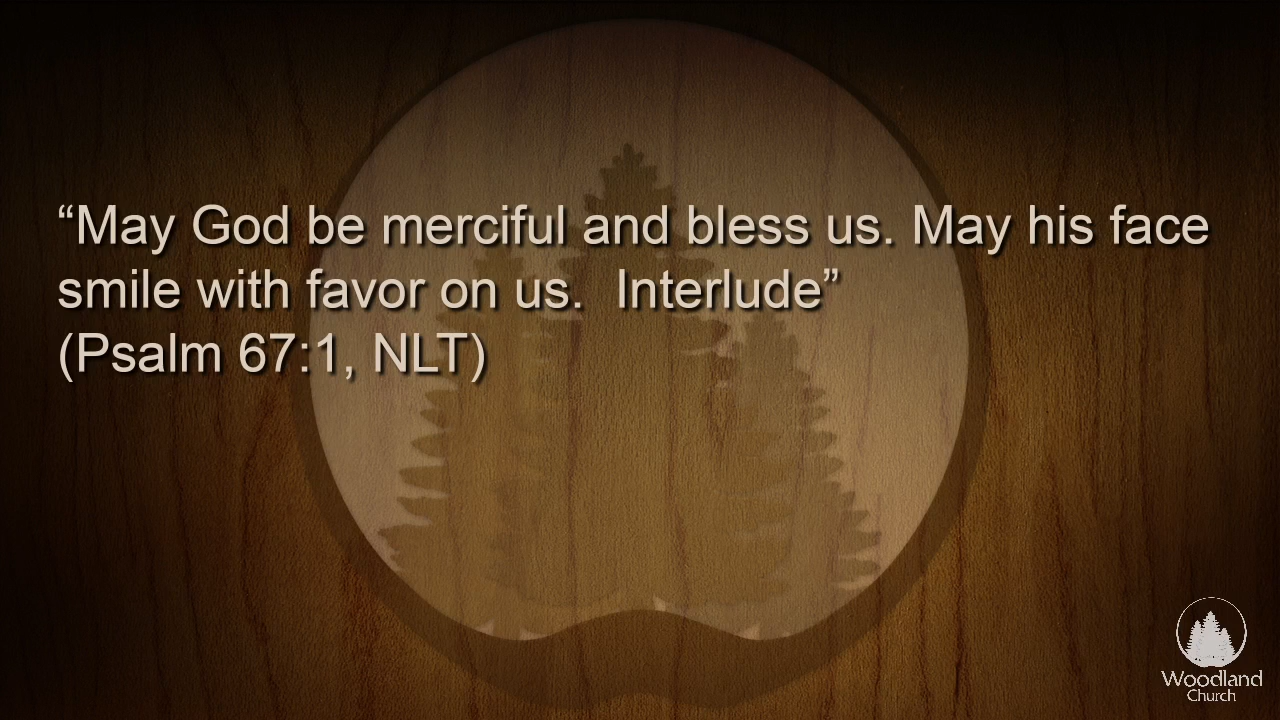 “May God be merciful and bless us. May his face
smile with favor on us.  Interlude”
(Psalm 67:1, NLT)
Woodland
Church